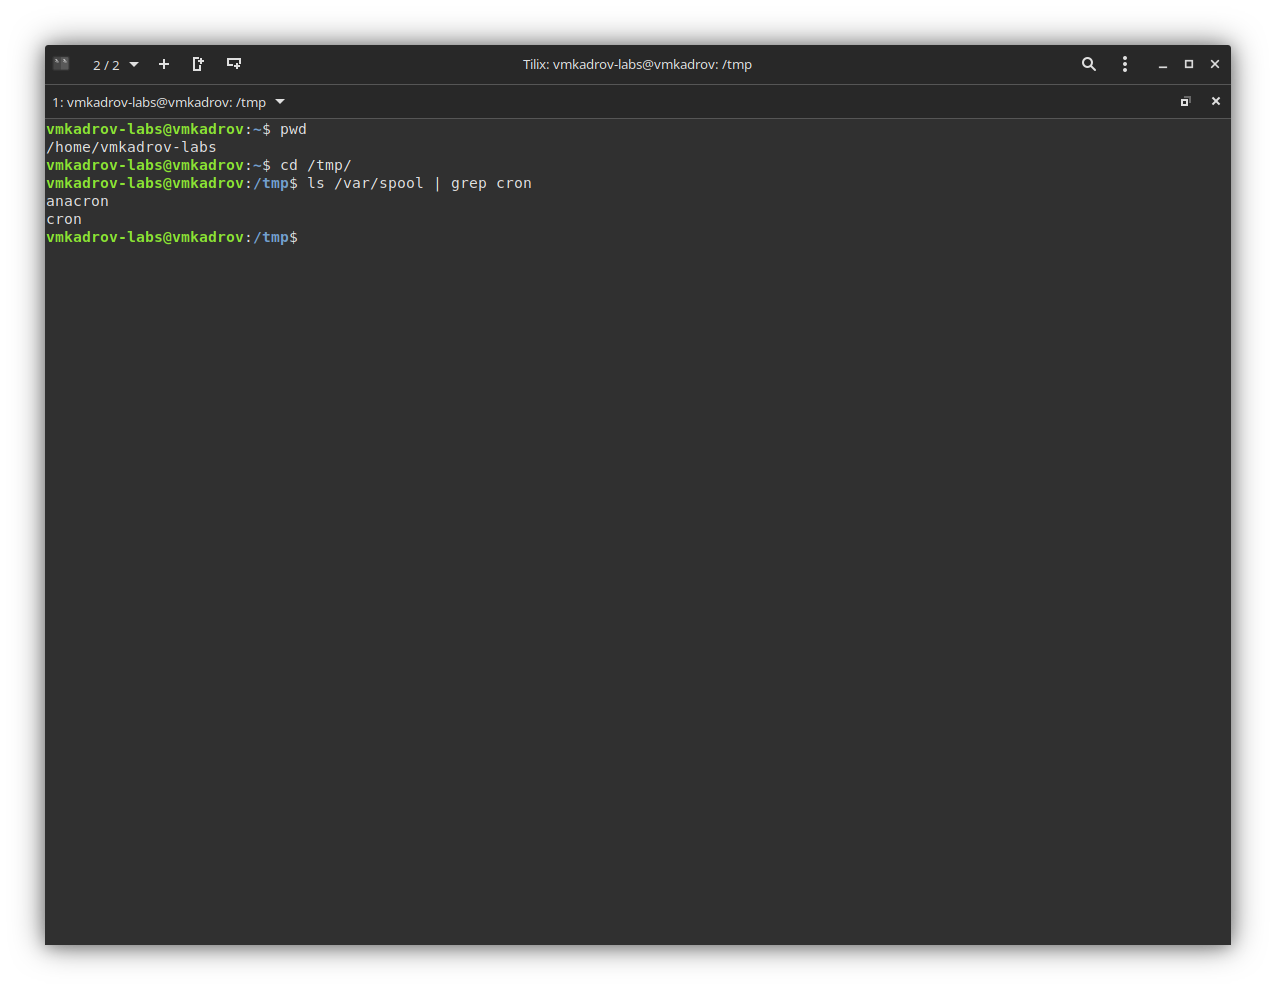 2 / 2
Tilix: vmkadrov-labs@vmkadrov: /tmp
1: vmkadrov-labs@vmkadrov: /tmp
vmkadrov-labs@vmkadrov:~$ pwd
/home/vmkadrov-labs
vmkadrov-labs@vmkadrov:~$ cd /tmp/
vmkadrov-labs@vmkadrov:/tmp$ ls /var/spool | grep cron
anacron
cron
vmkadrov-labs@vmkadrov:/tmp$